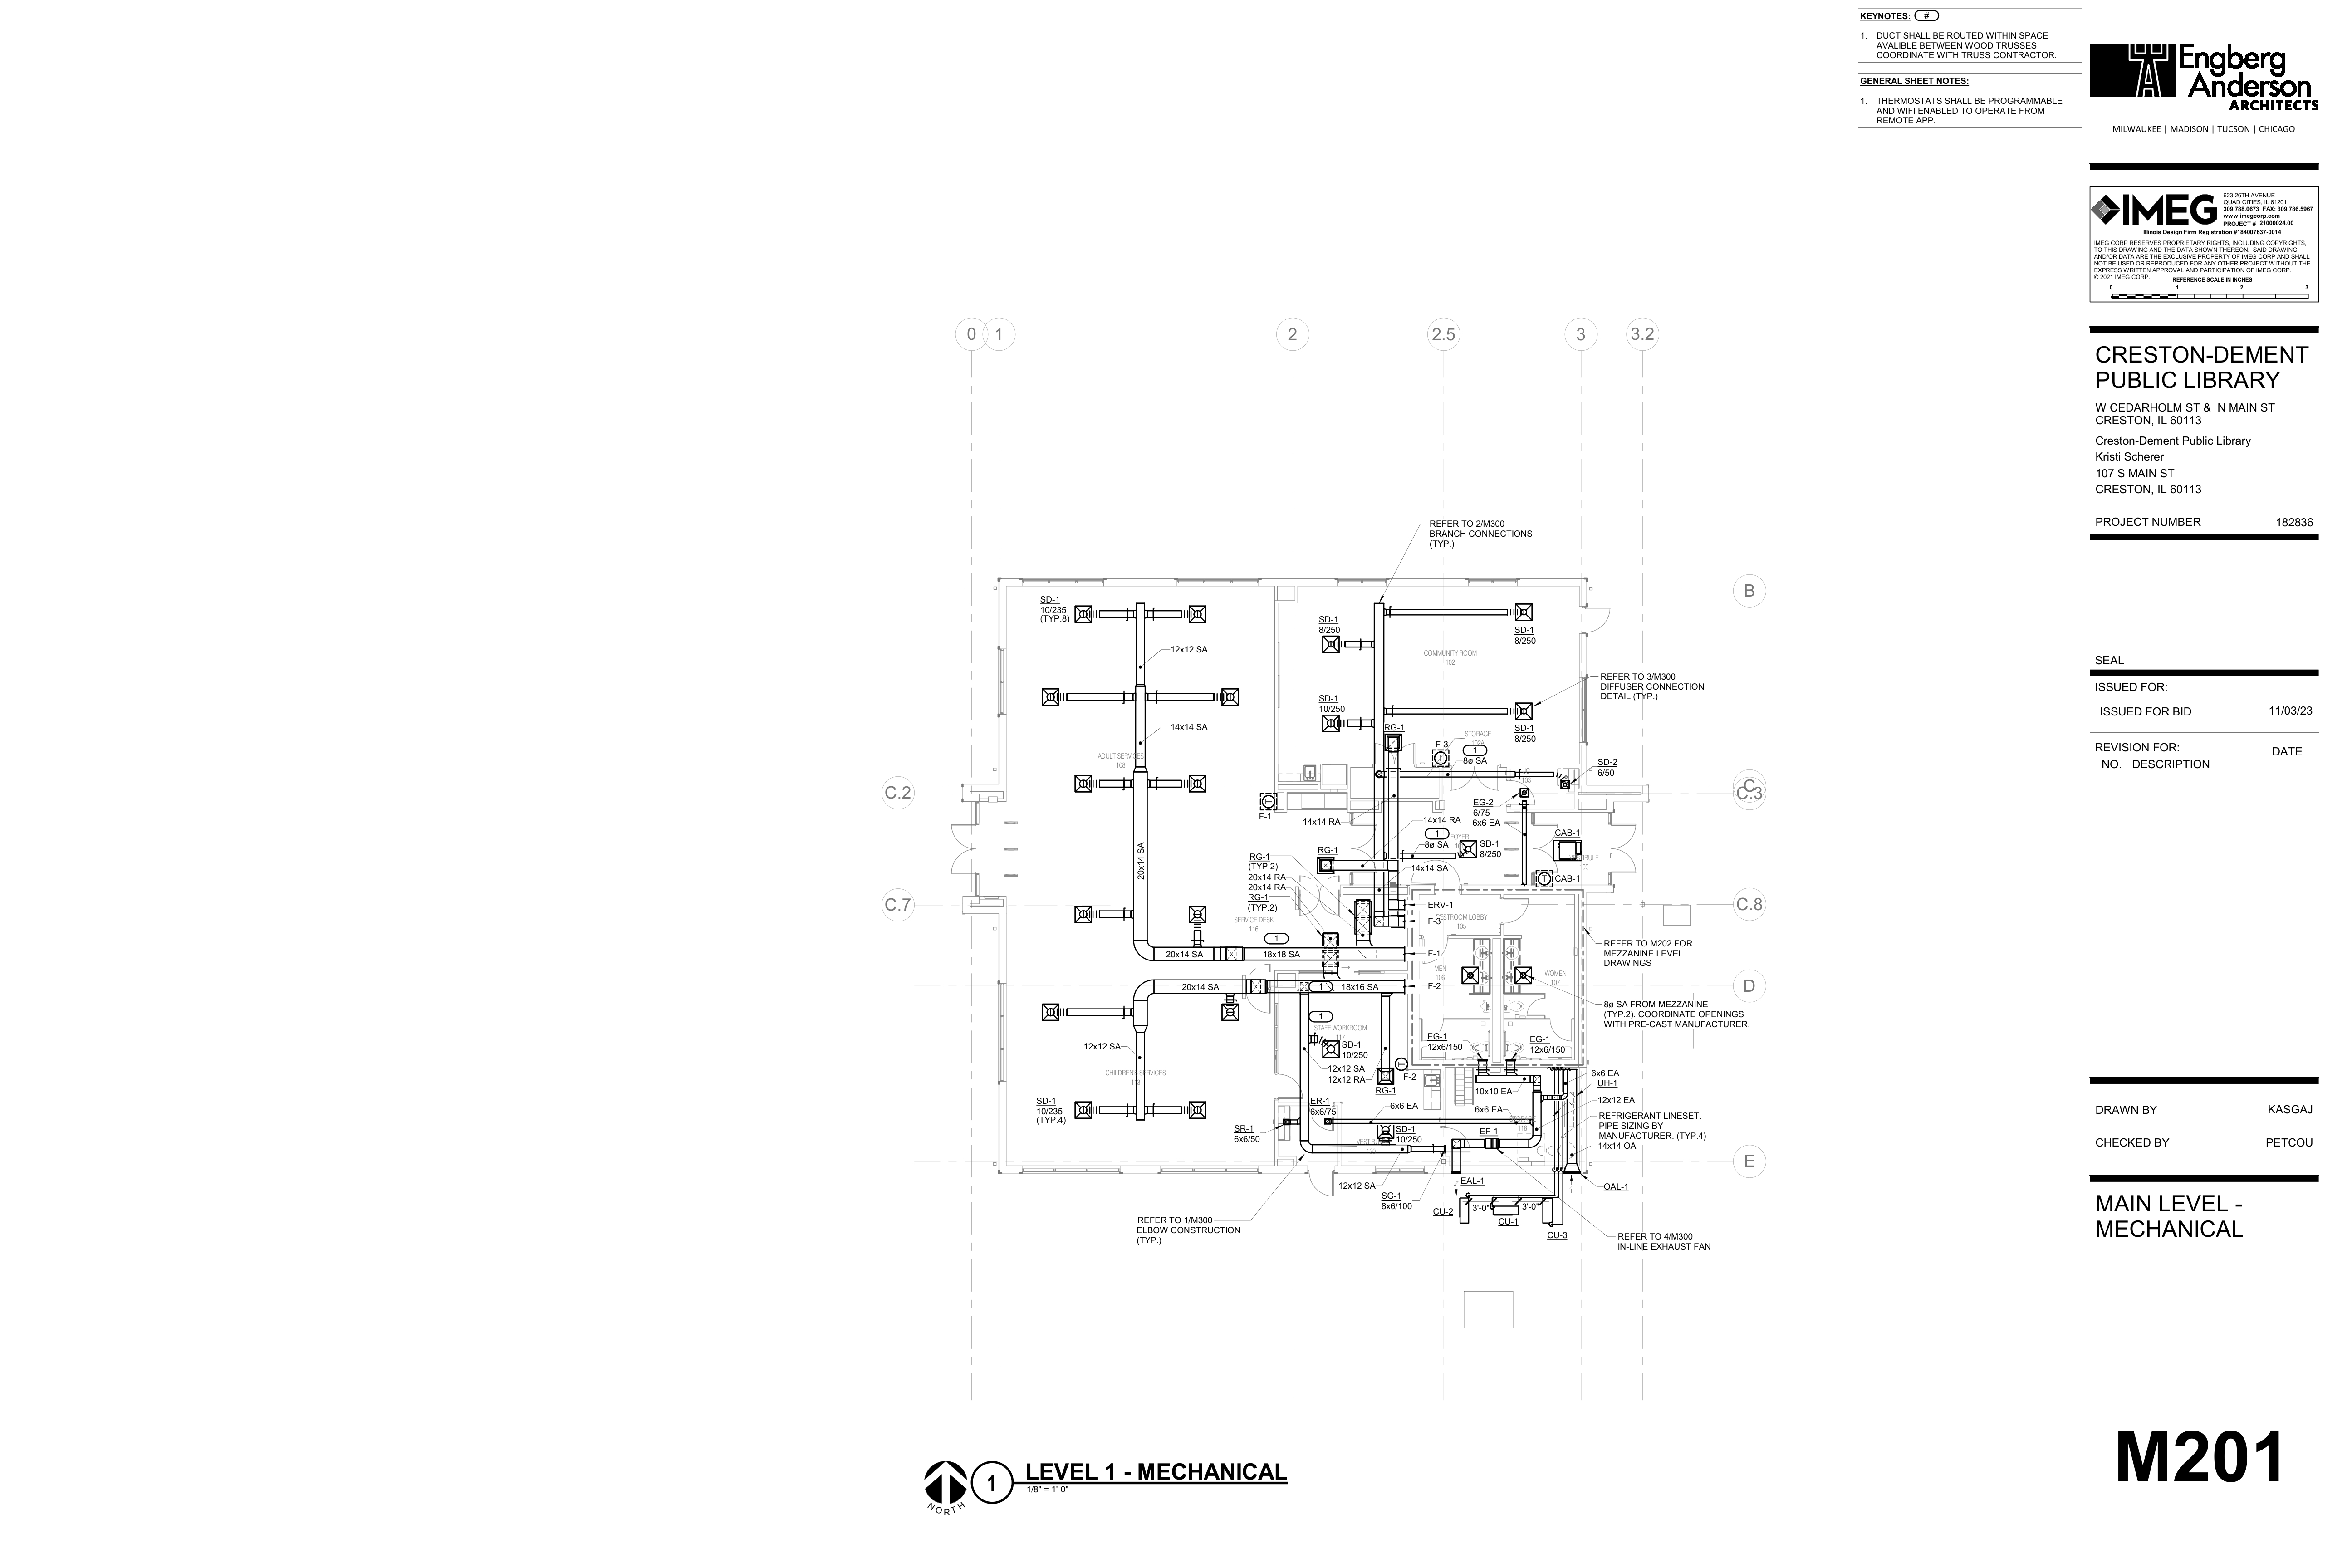 KEYNOTES: #
1. DUCT SHALL BE ROUTED WITHIN SPACE
AVALIBLE BETWEEN WOOD TRUSSES.
COORDINATE WITH TRUSS CONTRACTOR.
GENERAL SHEET NOTES:
1. THERMOSTATS SHALL BE PROGRAMMABLE
AND WIFI ENABLED TO OPERATE FROM
REMOTE APP.
Engberg
Anderson
ARCHITECTS
MILWAUKEE | MADISON | TUCSON | CHICAGO
IMEG
623 26TH AVENUE
QUAD CITIES, IL 61201
309.788.0673 FAX: 309.786.5967
www.imegcorp.com
PROJECT # 21000024.00
Illinois Design Firm Registration #184007637-0014
IMEG CORP RESERVES PROPRIETARY RIGHTS, INCLUDING COPYRIGHTS,
TO THIS DRAWING AND THE DATA SHOWN THEREON. SAID DRAWING
AND/OR DATA ARE THE EXCLUSIVE PROPERTY OF IMEG CORP AND SHALL
NOT BE USED OR REPRODUCED FOR ANY OTHER PROJECT WITHOUT THE
EXPRESS WRITTEN APPROVAL AND PARTICIPATION OF IMEG CORP.
© 2021 IMEG CORP.
REFERENCE SCALE IN INCHES
0 1 2 3
CRESTON-DEMENT
PUBLIC LIBRARY
W CEDARHOLM ST & N MAIN ST
CRESTON, IL 60113
Creston-Dement Public Library
Kristi Scherer
107 S MAIN ST
CRESTON, IL 60113
PROJECT NUMBER 182836
SEAL
ISSUED FOR:
ISSUED FOR BID 11/03/23
REVISION FOR:
NO. DESCRIPTION DATE
DRAWN BY KASGAJ
CHECKED BY PETCOU
MAIN LEVEL -
MECHANICAL
M201
0 1 2 2.5 3 3.2
REFER TO 2/M300
BRANCH CONNECTIONS
(TYP.)
B
SD-1
10/235
(TYP.8)
SD-1
8/250
SD-1
8/250
12x12 SA
COMMUNITY ROOM
102
REFER TO 3/M300
DIFFUSER CONNECTION
DETAIL (TYP.)
SD-1
10/250
SD-1
8/250
14x14 SA
RG-1
F-3
T
STORAGE
1
8ø SA
ADULT SERVICES
108
SD-2
6/50
103
C.2
C
C.3
T
F-1
EG-2
6/75
6x6 EA
14x14 RA
14x14 RA
1
FOYER
8ø SA
CAB-1
20x14 SA
RG-1
SD-1
8/250
100
RG-1
(TYP.2)
20x14 RA
20x14 RA
RG-1
(TYP.2)
14x14 SA
T
CAB-1
C.7
C.8
ERV-1
F-3
SERVICE DESK
116
105
1
REFER TO M202 FOR
MEZZANINE LEVEL
DRAWINGS
20x14 SA
18x18 SA
F-1
MEN
106
WOMEN
107
20x14 SA
1
18x16 SA
F-2
D
8ø SA FROM MEZZANINE
(TYP.2). COORDINATE OPENINGS
WITH PRE-CAST MANUFACTURER.
1
STAFF WORKROOM
SD-1
10/250
EG-1
12x6/150
EG-1
12x6/150
12x12 SA
12x12 SA
12x12 RA
T
F-2
RG-1
CHILDREN'S SERVICES
10x10 EA
6x6 EA
UH-1
12x12 EA
SD-1
10/235
(TYP.4)
ER-1
6x6/75
6x6 EA
6x6 EA
REFRIGERANT LINESET.
PIPE SIZING BY
MANUFACTURER. (TYP.4)
14x14 OA
SR-1
6x6/50
SD-1
10/250
EF-1
118
E
12x12 SA
SG-1
8x6/100
EAL-1
OAL-1
CU-2
3'-0"
CU-1
3'-0"
CU-3
REFER TO 1/M300
ELBOW CONSTRUCTION
(TYP.)
REFER TO 4/M300
IN-LINE EXHAUST FAN
NORTH
1
LEVEL 1 - MECHANICAL
1/8" = 1'-0"